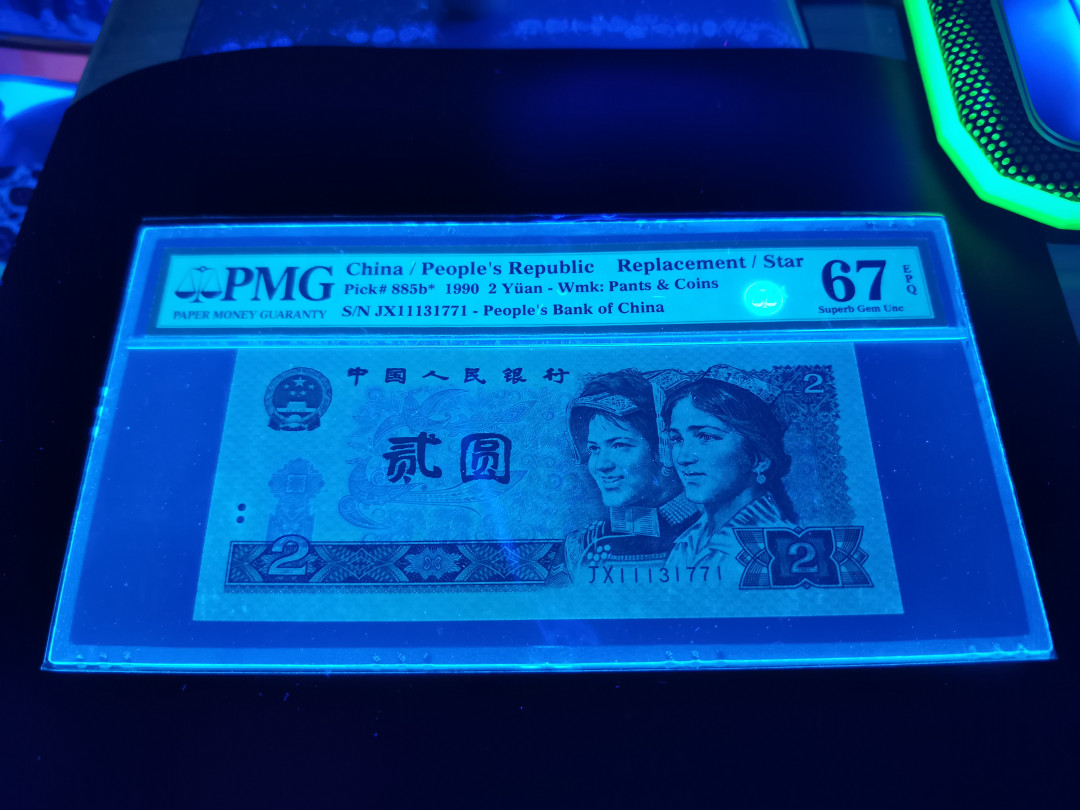 PMG
PAPER MONEY GUARANTY
China / People's Republic Replacement / Star
Pick# 885b* 1990 2 Yüan - Wmk: Pants & Coins
S/N JX11131771 - People's Bank of China
67 EPQ
Superb Gem Unc
中国人民银行
2
贰圆
2
JX11131771
2